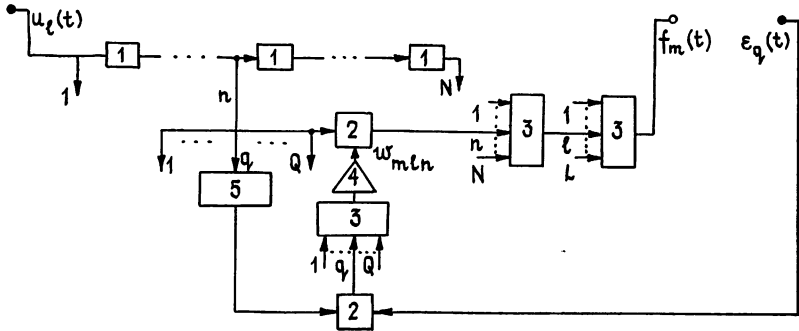 u_l(t)
f_m(t)
ε_q(t)
1 1 1
1 n N
1 q Q
2
w_mln
1 n N
3
1 l L
3
4
5
3
1 q Q
2